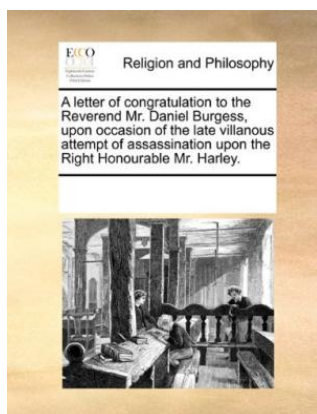 ECCO
Religion and Philosophy
A letter of congratulation to the
Reverend Mr. Daniel Burgess,
upon occasion of the late villanous
attempt of assassination upon the
Right Honourable Mr. Harley.